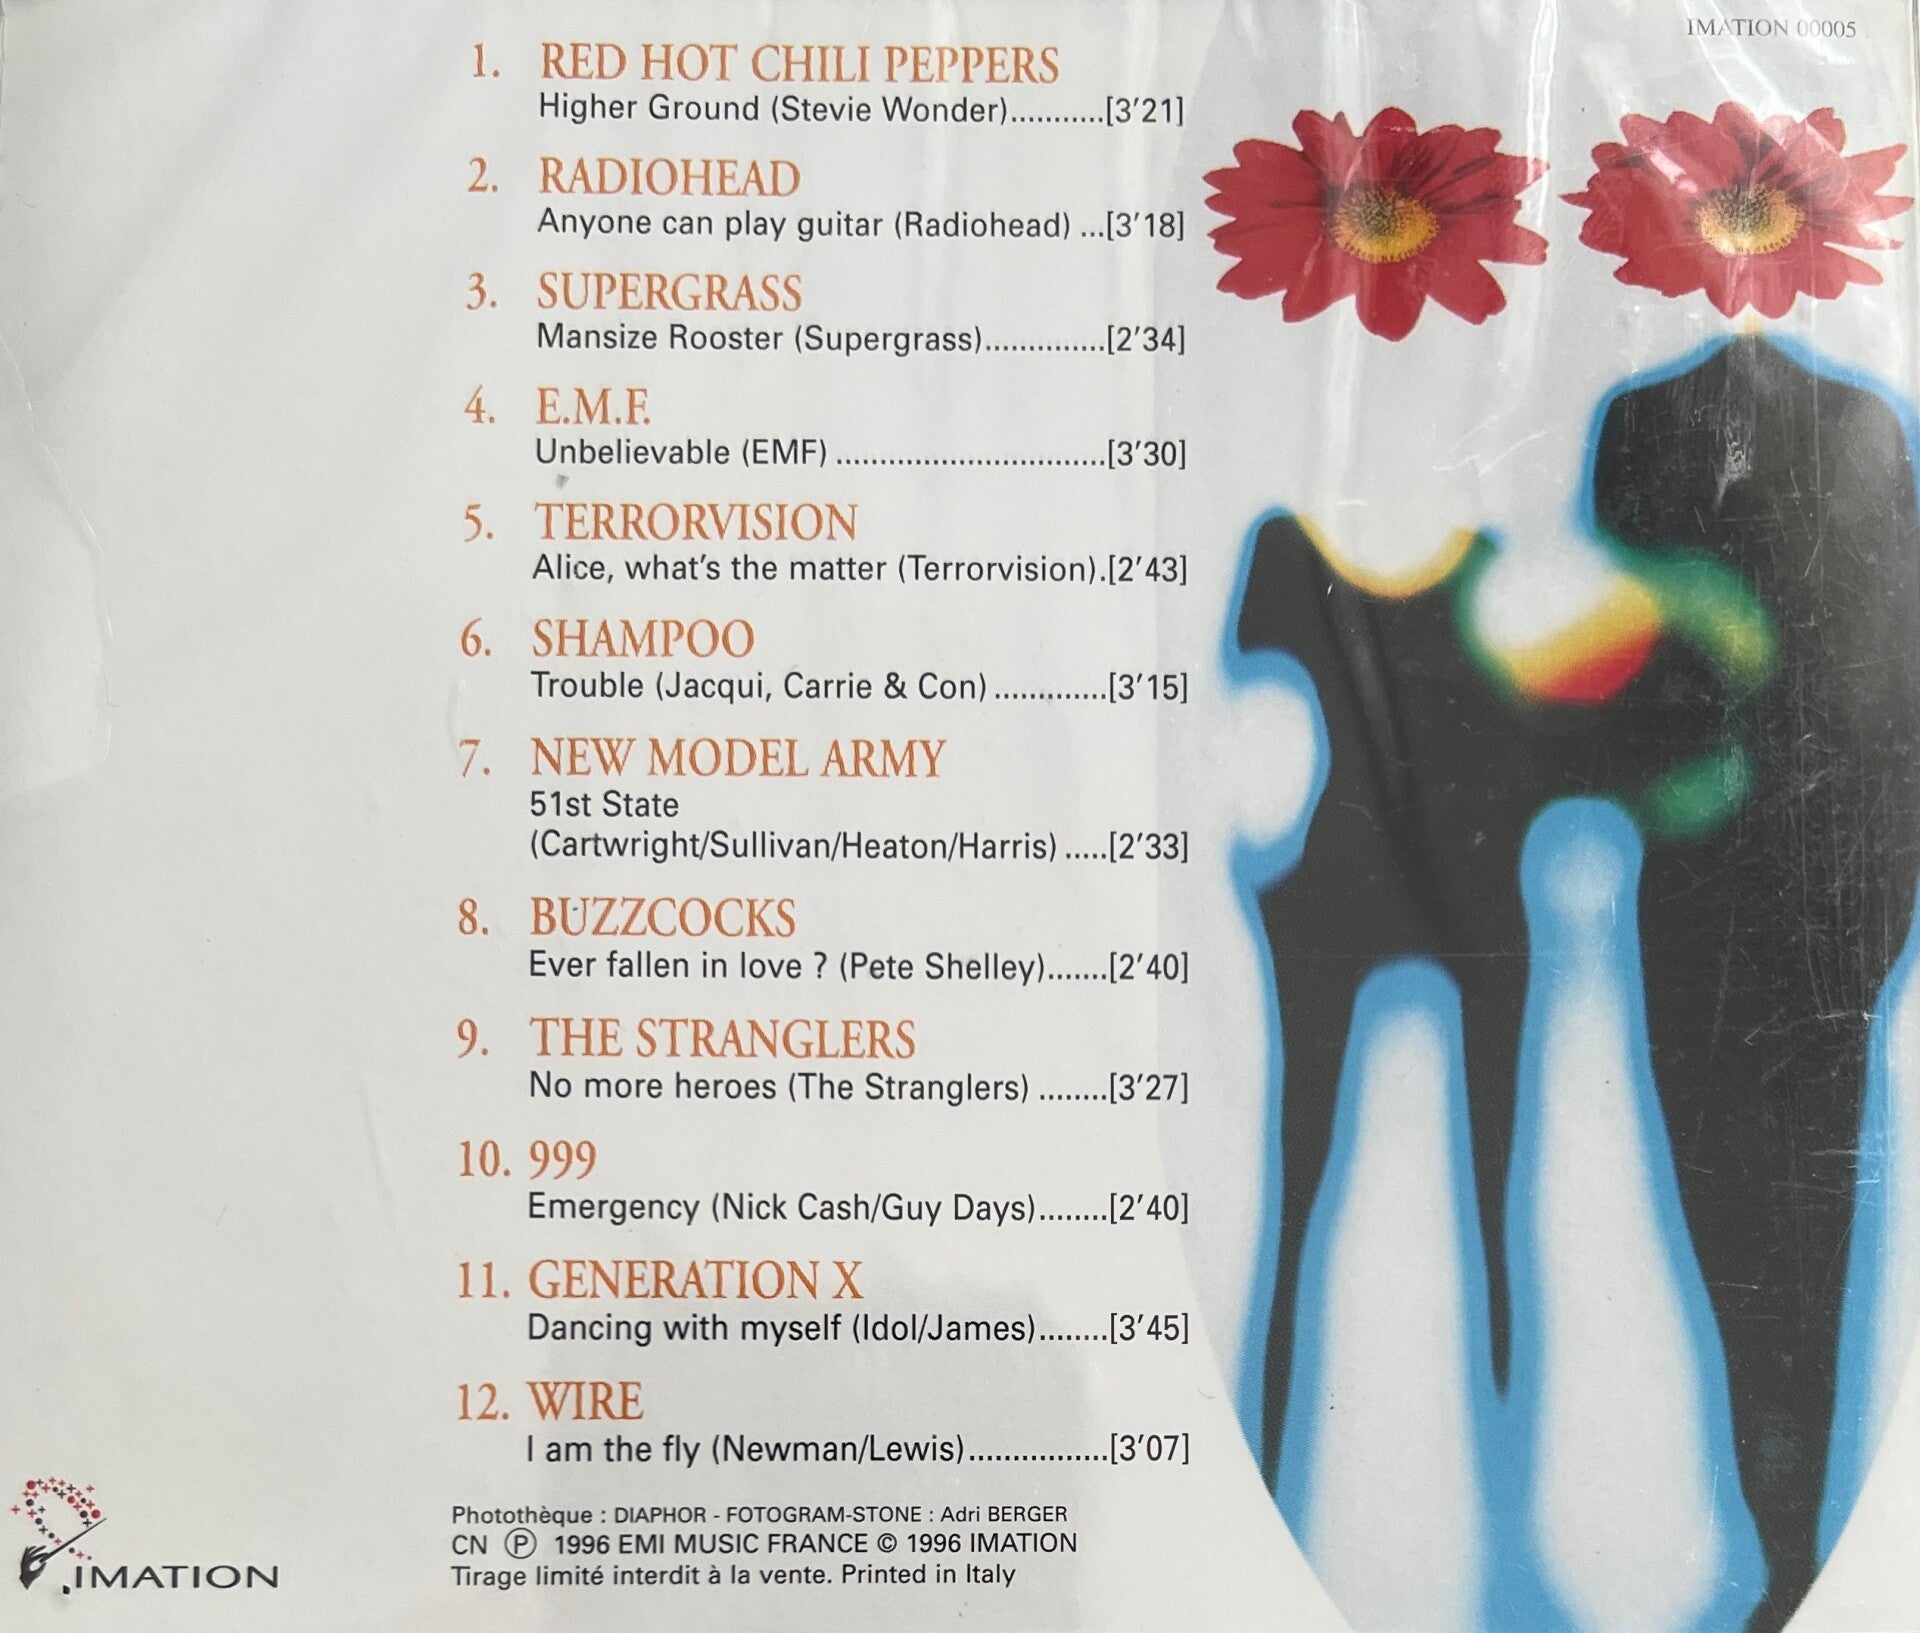 IMATION 00005
1. RED HOT CHILI PEPPERS
Higher Ground (Stevie Wonder)...........[3'21]
2. RADIOHEAD
Anyone can play guitar (Radiohead) ...[3'18]
3. SUPERGRASS
Mansize Rooster (Supergrass)..............[2'34]
4. E.M.F.
Unbelievable (EMF) ...............................[3'30]
5. TERRORVISION
Alice, what's the matter (Terrorvision).[2'43]
6. SHAMPOO
Trouble (Jacqui, Carrie & Con) .............[3'15]
7. NEW MODEL ARMY
51st State
(Cartwright/Sullivan/Heaton/Harris) .....[2'33]
8. BUZZCOCKS
Ever fallen in love ? (Pete Shelley).......[2'40]
9. THE STRANGLERS
No more heroes (The Stranglers) ........[3'27]
10. 999
Emergency (Nick Cash/Guy Days)........[2'40]
11. GENERATION X
Dancing with myself (Idol/James)........[3'45]
12. WIRE
I am the fly (Newman/Lewis)................[3'07]
Photothèque : DIAPHOR - FOTOGRAM-STONE : Adri BERGER
CN Ⓟ 1996 EMI MUSIC FRANCE © 1996 IMATION
Tirage limité interdit à la vente. Printed in Italy
IMATION